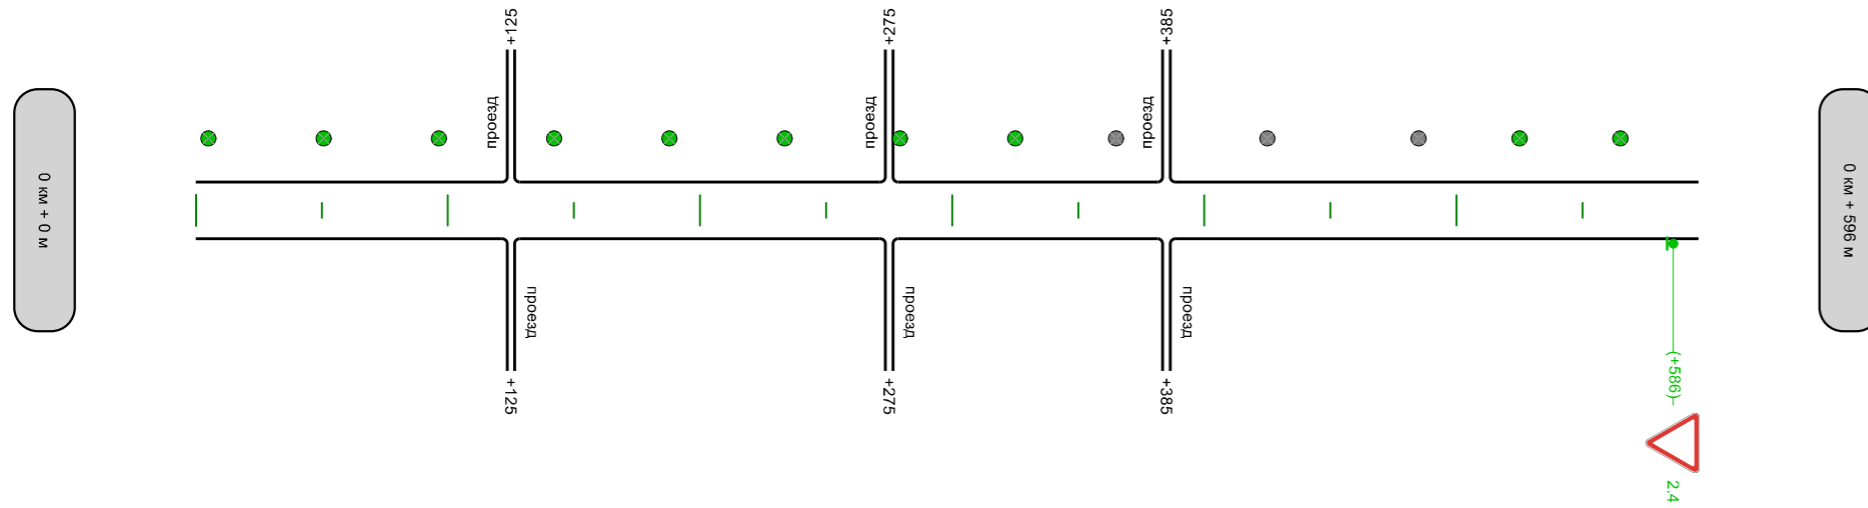 +125
+275
+385
проезд
проезд
проезд
0 км + 0 м
0 км + 596 м
проезд
проезд
проезд
(+586)
+125
+275
+385
2.4